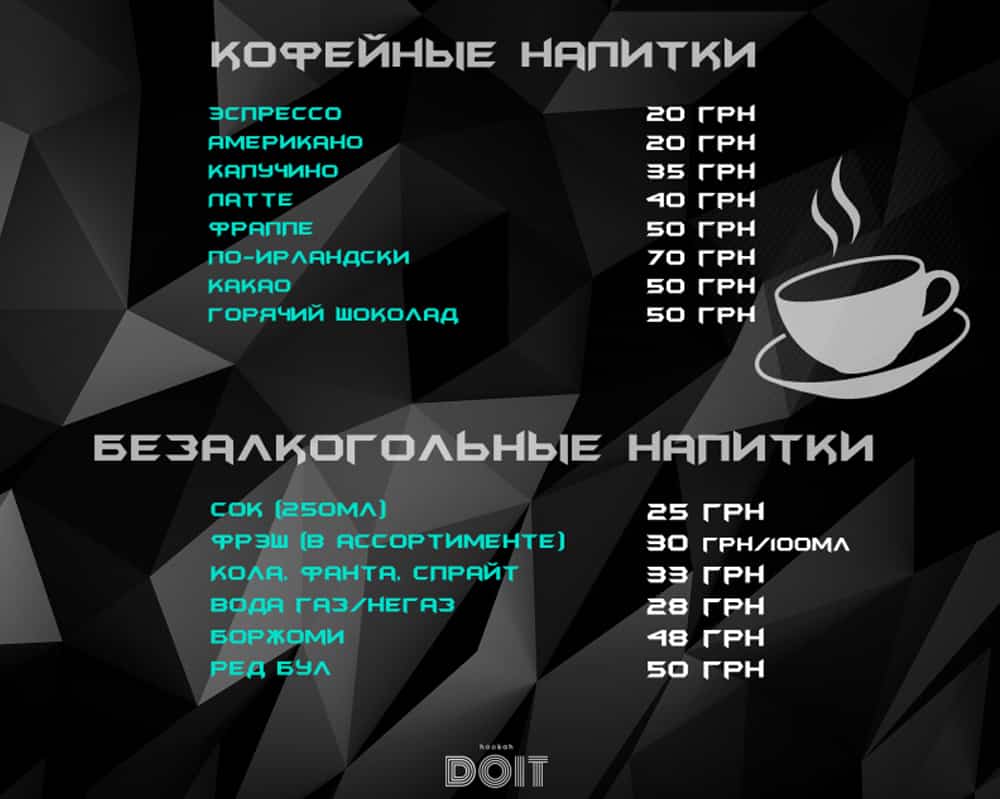 КОФЕЙНЫЕ НАПИТКИ
ЭСПРЕССО 20 ГРН
АМЕРИКАНО 20 ГРН
КАПУЧИНО 35 ГРН
ЛАТТЕ 40 ГРН
ФРАППЕ 50 ГРН
ПО-ИРЛАНДСКИ 70 ГРН
КАКАО 50 ГРН
ГОРЯЧИЙ ШОКОЛАД 50 ГРН
БЕЗАЛКОГОЛЬНЫЕ НАПИТКИ
СОК (250МЛ) 25 ГРН
ФРЭШ (В АССОРТИМЕНТЕ) 30 ГРН/100МЛ
КОЛА, ФАНТА, СПРАЙТ 33 ГРН
ВОДА ГАЗ/НЕГАЗ 28 ГРН
БОРЖОМИ 48 ГРН
РЕД БУЛ 50 ГРН
hookah
DOIT